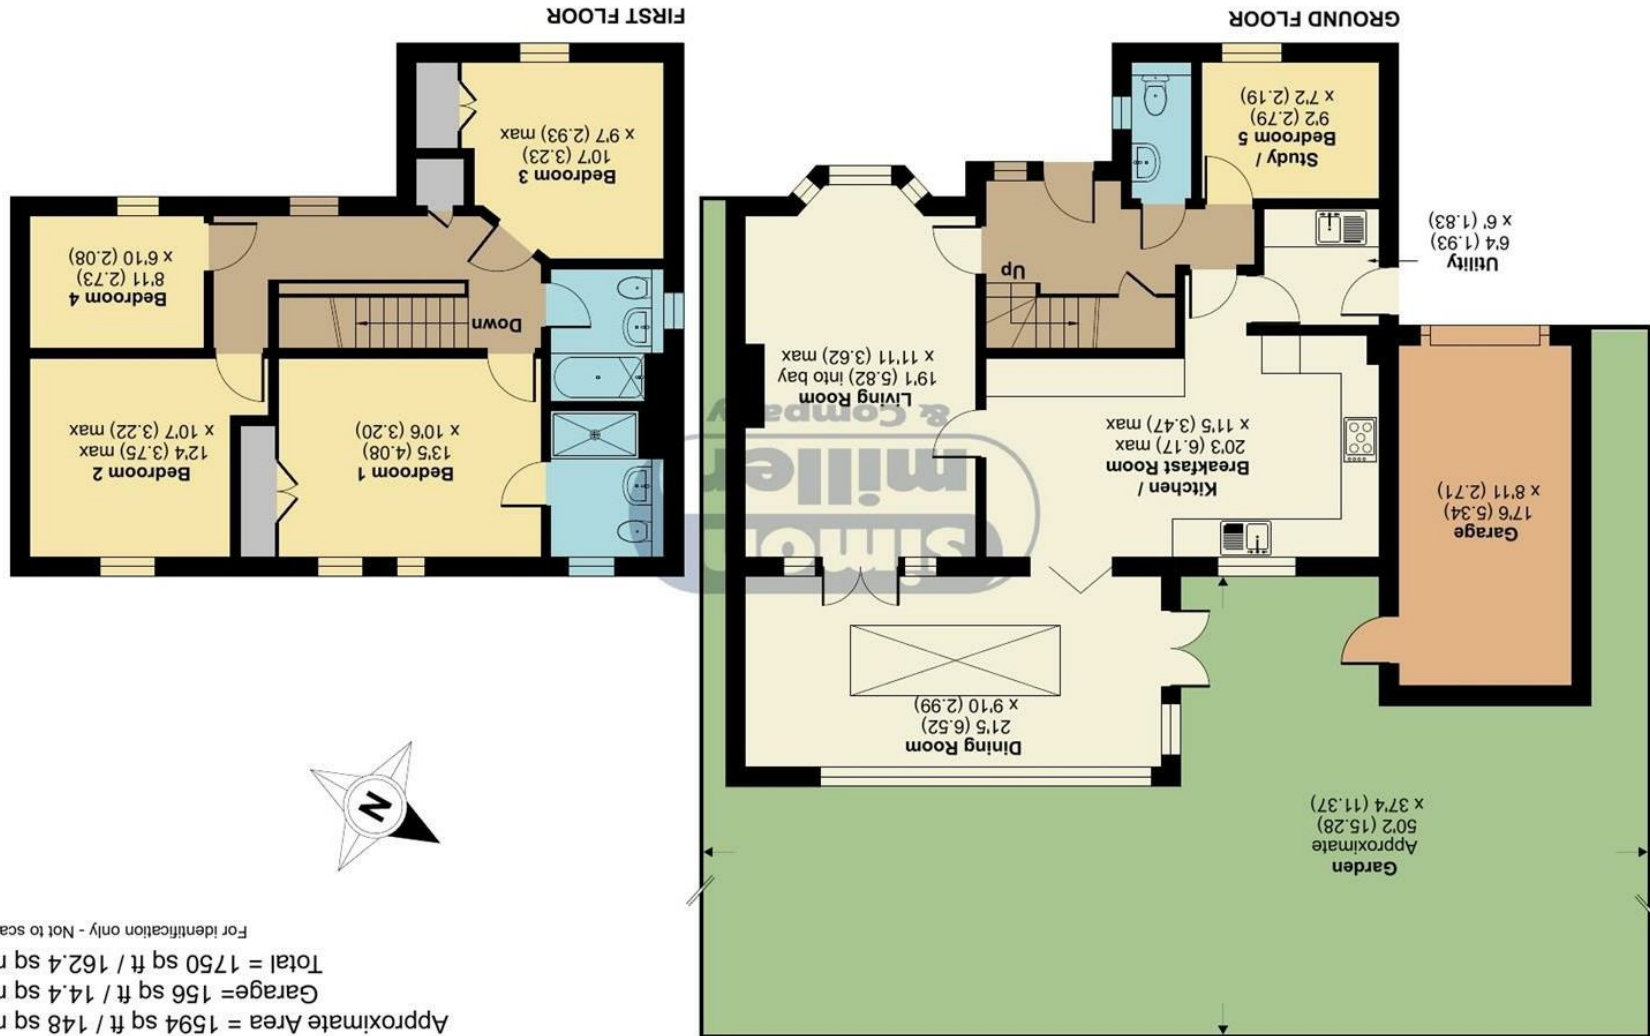 Approximate Area = 1594 sq ft / 148 sq m
Garage= 156 sq ft / 14.4 sq m
Total = 1750 sq ft / 162.4 sq m
For identification only - Not to sca
Garden
Approximate
50'2 (15.28)
x 37'4 (11.37)
N
Dining Room
21'5 (6.52)
x 9'10 (2.99)
Garage
17'6 (5.34)
x 8'11 (2.71)
Kitchen /
Breakfast Room
20'3 (6.17) max
x 11'5 (3.47) max
Living Room
19'1 (5.82) into bay
x 11'11 (3.62) max
simon
miller
& Company
Bedroom 1
13'5 (4.08)
x 10'6 (3.20)
Bedroom 2
12'4 (3.75) max
x 10'7 (3.22) max
Utility
6'4 (1.93)
x 6' (1.83)
Up
Down
Study /
Bedroom 5
9'2 (2.79)
x 7'2 (2.19)
Bedroom 3
10'7 (3.23)
x 9'7 (2.93) max
Bedroom 4
8'11 (2.73)
x 6'10 (2.08)
GROUND FLOOR
FIRST FLOOR